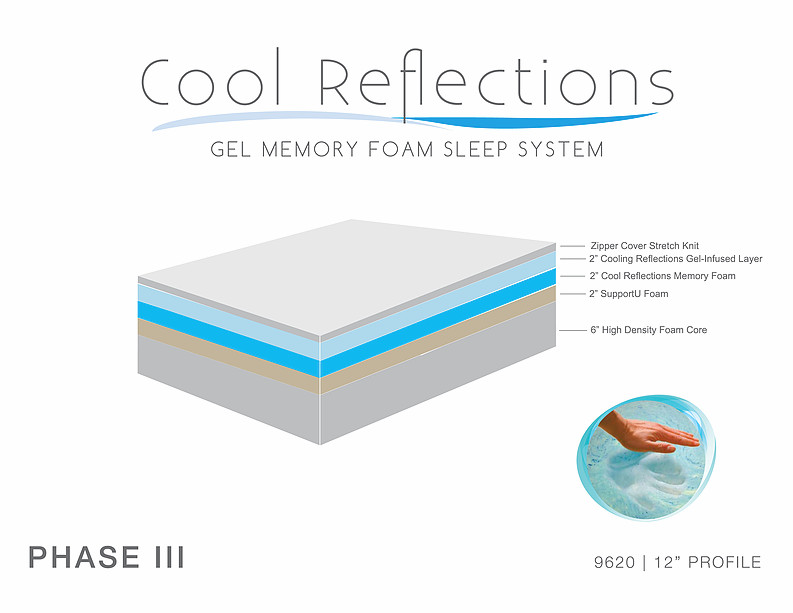 Cool Reflections
GEL MEMORY FOAM SLEEP SYSTEM
Zipper Cover Stretch Knit
2” Cooling Reflections Gel-Infused Layer
2” Cool Reflections Memory Foam
2” SupportU Foam
6” High Density Foam Core
PHASE III
9620 | 12” PROFILE